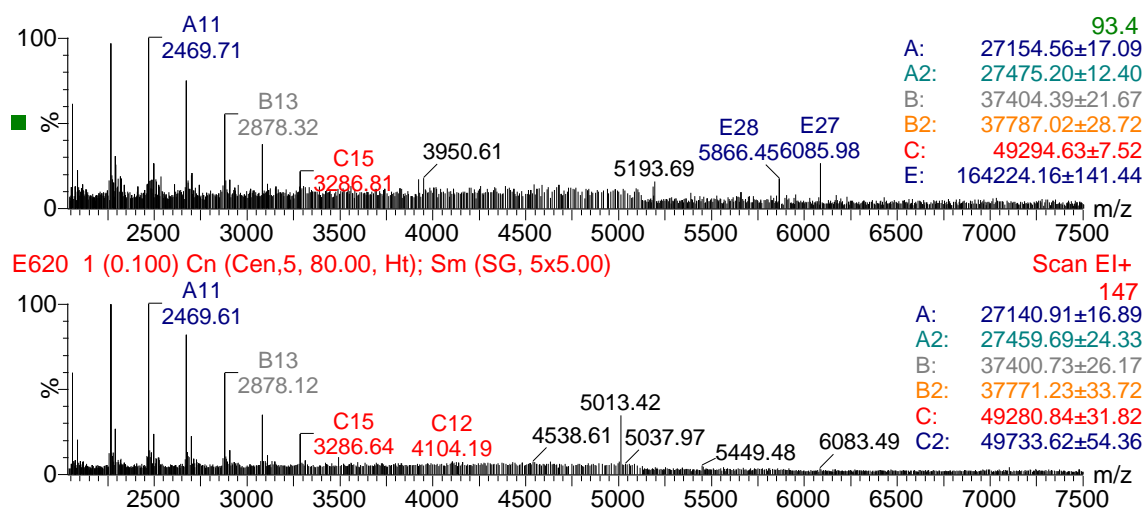 93.4
A: 27154.56±17.09
A2: 27475.20±12.40
B: 37404.39±21.67
B2: 37787.02±28.72
C: 49294.63±7.52
E: 164224.16±141.44
100
%
0
A11
2469.71
B13
2878.32
C15
3286.81
3950.61
5193.69
E28
5866.45
E27
6085.98
2500 3000 3500 4000 4500 5000 5500 6000 6500 7000 7500
m/z
E620 1 (0.100) Cn (Cen,5, 80.00, Ht); Sm (SG, 5x5.00)
Scan EI+
147
A: 27140.91±16.89
A2: 27459.69±24.33
B: 37400.73±26.17
B2: 37771.23±33.72
C: 49280.84±31.82
C2: 49733.62±54.36
100
%
0
A11
2469.61
B13
2878.12
C15
3286.64
C12
4104.19
4538.61
5013.42
5037.97
5449.48
6083.49
2500 3000 3500 4000 4500 5000 5500 6000 6500 7000 7500
m/z